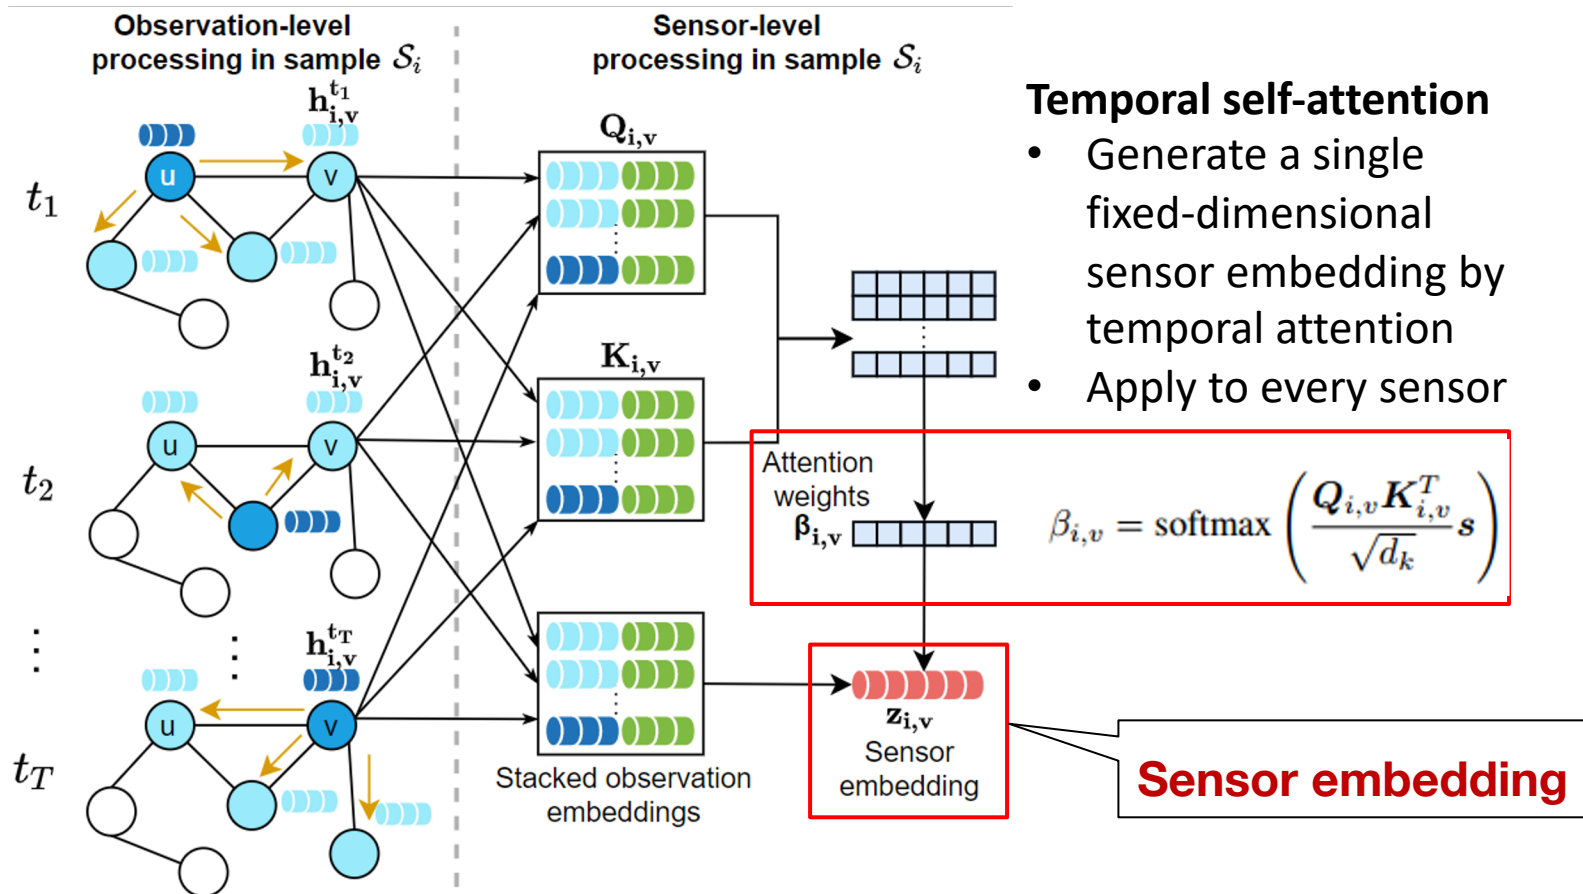 Observation-level
processing in sample 𝒮ᵢ
Sensor-level
processing in sample 𝒮ᵢ
Temporal self-attention
• Generate a single
fixed-dimensional
sensor embedding by
temporal attention
• Apply to every sensor
t_1
h_{i,v}^{t_1}
u
v
t_2
h_{i,v}^{t_2}
u
v
⋮
⋮
t_T
h_{i,v}^{t_T}
u
v
Q_{i,v}
K_{i,v}
Stacked observation
embeddings
Attention
weights
β_{i,v}
β_{i,v} = softmax ( Q_{i,v} K_{i,v}^T / √d_k s )
z_{i,v}
Sensor
embedding
Sensor embedding